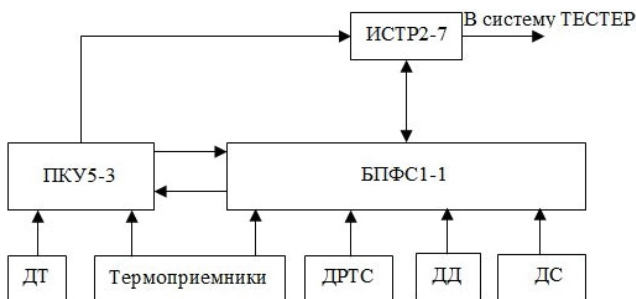 В систему ТЕСТЕР
ИСТР2-7
ПКУ5-3
БПФС1-1
ДТ
Термоприемники
ДРТС
ДД
ДС